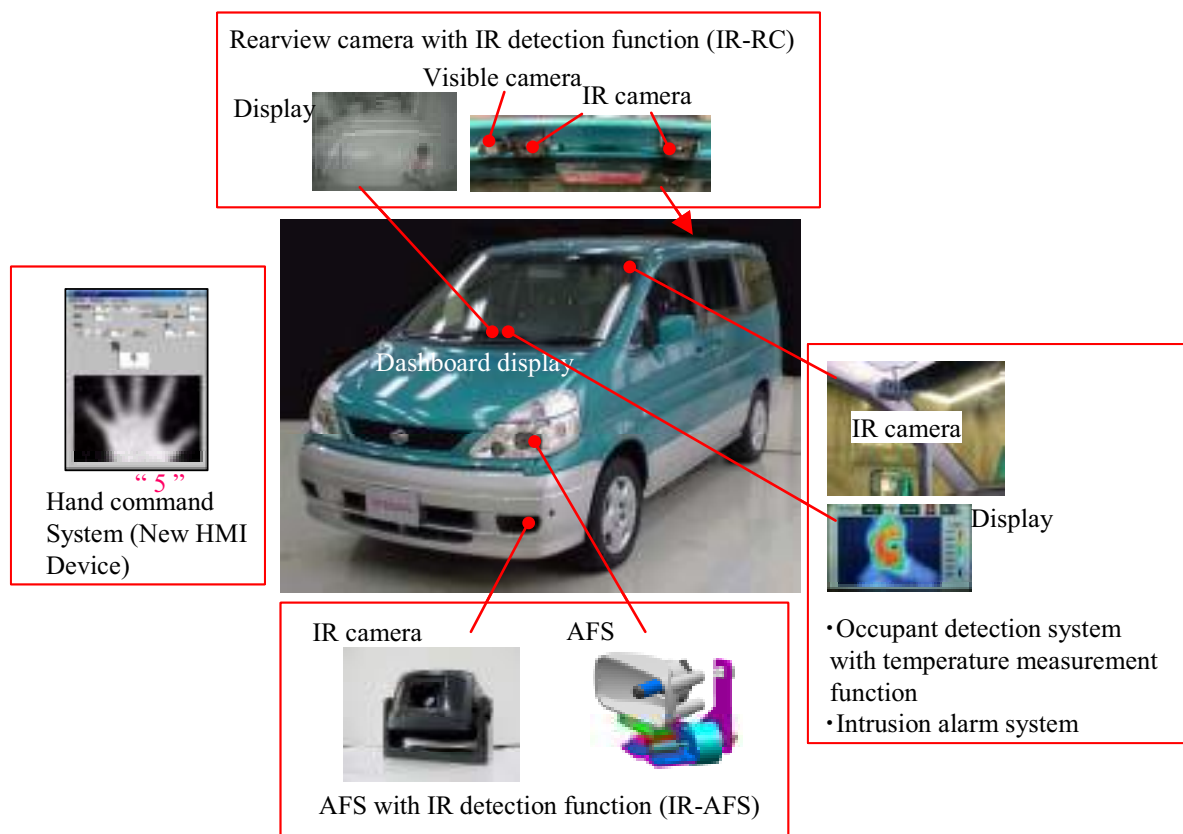 Rearview camera with IR detection function (IR-RC)
Visible camera
Display
IR camera
Dashboard display
“ 5 ”
Hand command
System (New HMI
Device)
IR camera
Display
・Occupant detection system
with temperature measurement
function
・Intrusion alarm system
IR camera
AFS
AFS with IR detection function (IR-AFS)